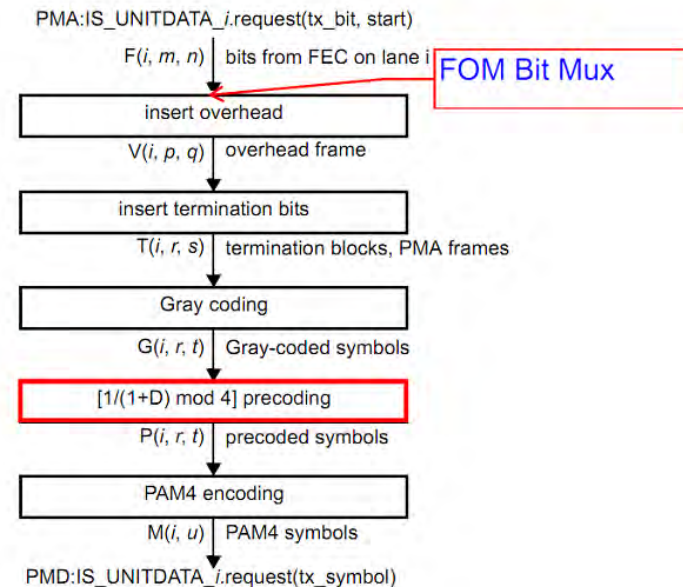 PMA:IS_UNITDATA_i.request(tx_bit, start)
F(i, m, n) bits from FEC on lane i
FOM Bit Mux
insert overhead
V(i, p, q) overhead frame
insert termination bits
T(i, r, s) termination blocks, PMA frames
Gray coding
G(i, r, t) Gray-coded symbols
[1/(1+D) mod 4] precoding
P(i, r, t) precoded symbols
PAM4 encoding
M(i, u) PAM4 symbols
PMD:IS_UNITDATA_i.request(tx_symbol)